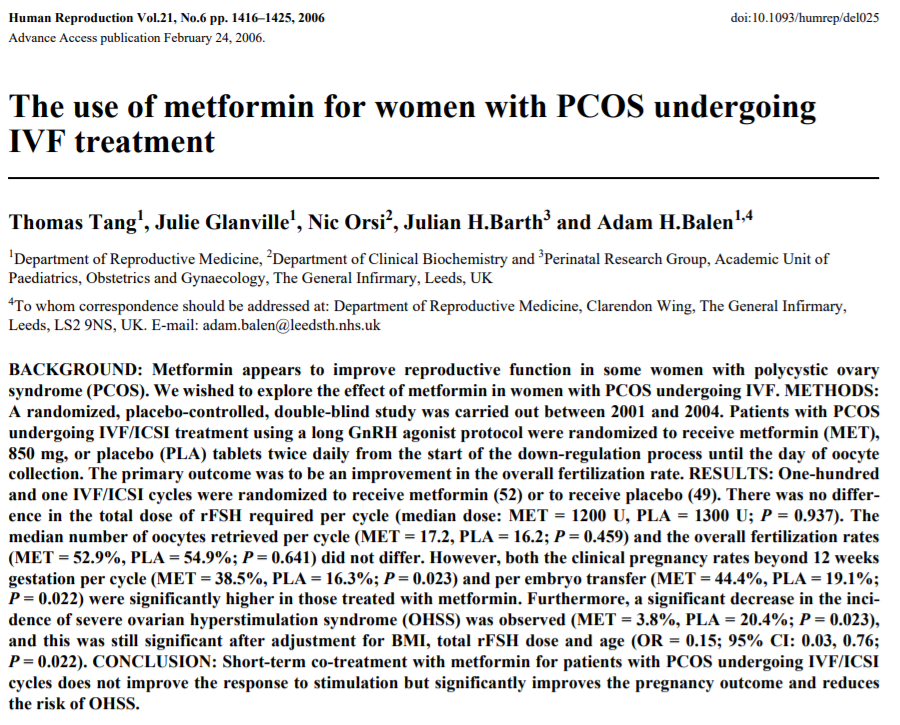 Human Reproduction Vol.21, No.6 pp. 1416–1425, 2006
doi:10.1093/humrep/del025
Advance Access publication February 24, 2006.
The use of metformin for women with PCOS undergoing
IVF treatment
Thomas Tang1, Julie Glanville1, Nic Orsi2, Julian H.Barth3 and Adam H.Balen1,4
1Department of Reproductive Medicine, 2Department of Clinical Biochemistry and 3Perinatal Research Group, Academic Unit of
Paediatrics, Obstetrics and Gynaecology, The General Infirmary, Leeds, UK
4To whom correspondence should be addressed at: Department of Reproductive Medicine, Clarendon Wing, The General Infirmary,
Leeds, LS2 9NS, UK. E-mail: adam.balen@leedsth.nhs.uk
BACKGROUND: Metformin appears to improve reproductive function in some women with polycystic ovary
syndrome (PCOS). We wished to explore the effect of metformin in women with PCOS undergoing IVF. METHODS:
A randomized, placebo-controlled, double-blind study was carried out between 2001 and 2004. Patients with PCOS
undergoing IVF/ICSI treatment using a long GnRH agonist protocol were randomized to receive metformin (MET),
850 mg, or placebo (PLA) tablets twice daily from the start of the down-regulation process until the day of oocyte
collection. The primary outcome was to be an improvement in the overall fertilization rate. RESULTS: One-hundred
and one IVF/ICSI cycles were randomized to receive metformin (52) or to receive placebo (49). There was no differ-
ence in the total dose of rFSH required per cycle (median dose: MET = 1200 U, PLA = 1300 U; P = 0.937). The
median number of oocytes retrieved per cycle (MET = 17.2, PLA = 16.2; P = 0.459) and the overall fertilization rates
(MET = 52.9%, PLA = 54.9%; P = 0.641) did not differ. However, both the clinical pregnancy rates beyond 12 weeks
gestation per cycle (MET = 38.5%, PLA = 16.3%; P = 0.023) and per embryo transfer (MET = 44.4%, PLA = 19.1%;
P = 0.022) were significantly higher in those treated with metformin. Furthermore, a significant decrease in the inci-
dence of severe ovarian hyperstimulation syndrome (OHSS) was observed (MET = 3.8%, PLA = 20.4%; P = 0.023),
and this was still significant after adjustment for BMI, total rFSH dose and age (OR = 0.15; 95% CI: 0.03, 0.76;
P = 0.022). CONCLUSION: Short-term co-treatment with metformin for patients with PCOS undergoing IVF/ICSI
cycles does not improve the response to stimulation but significantly improves the pregnancy outcome and reduces
the risk of OHSS.